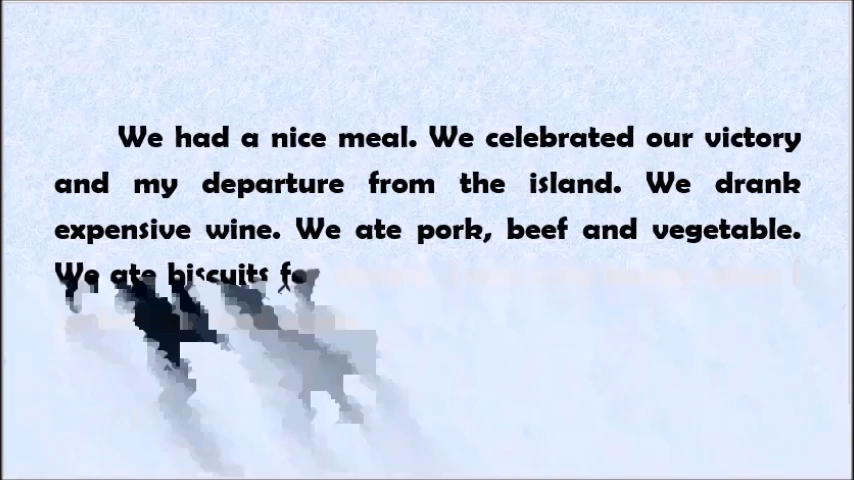 We had a nice meal. We celebrated our victory
and my departure from the island. We drank
expensive wine. We ate pork, beef and vegetable.
We ate biscuits